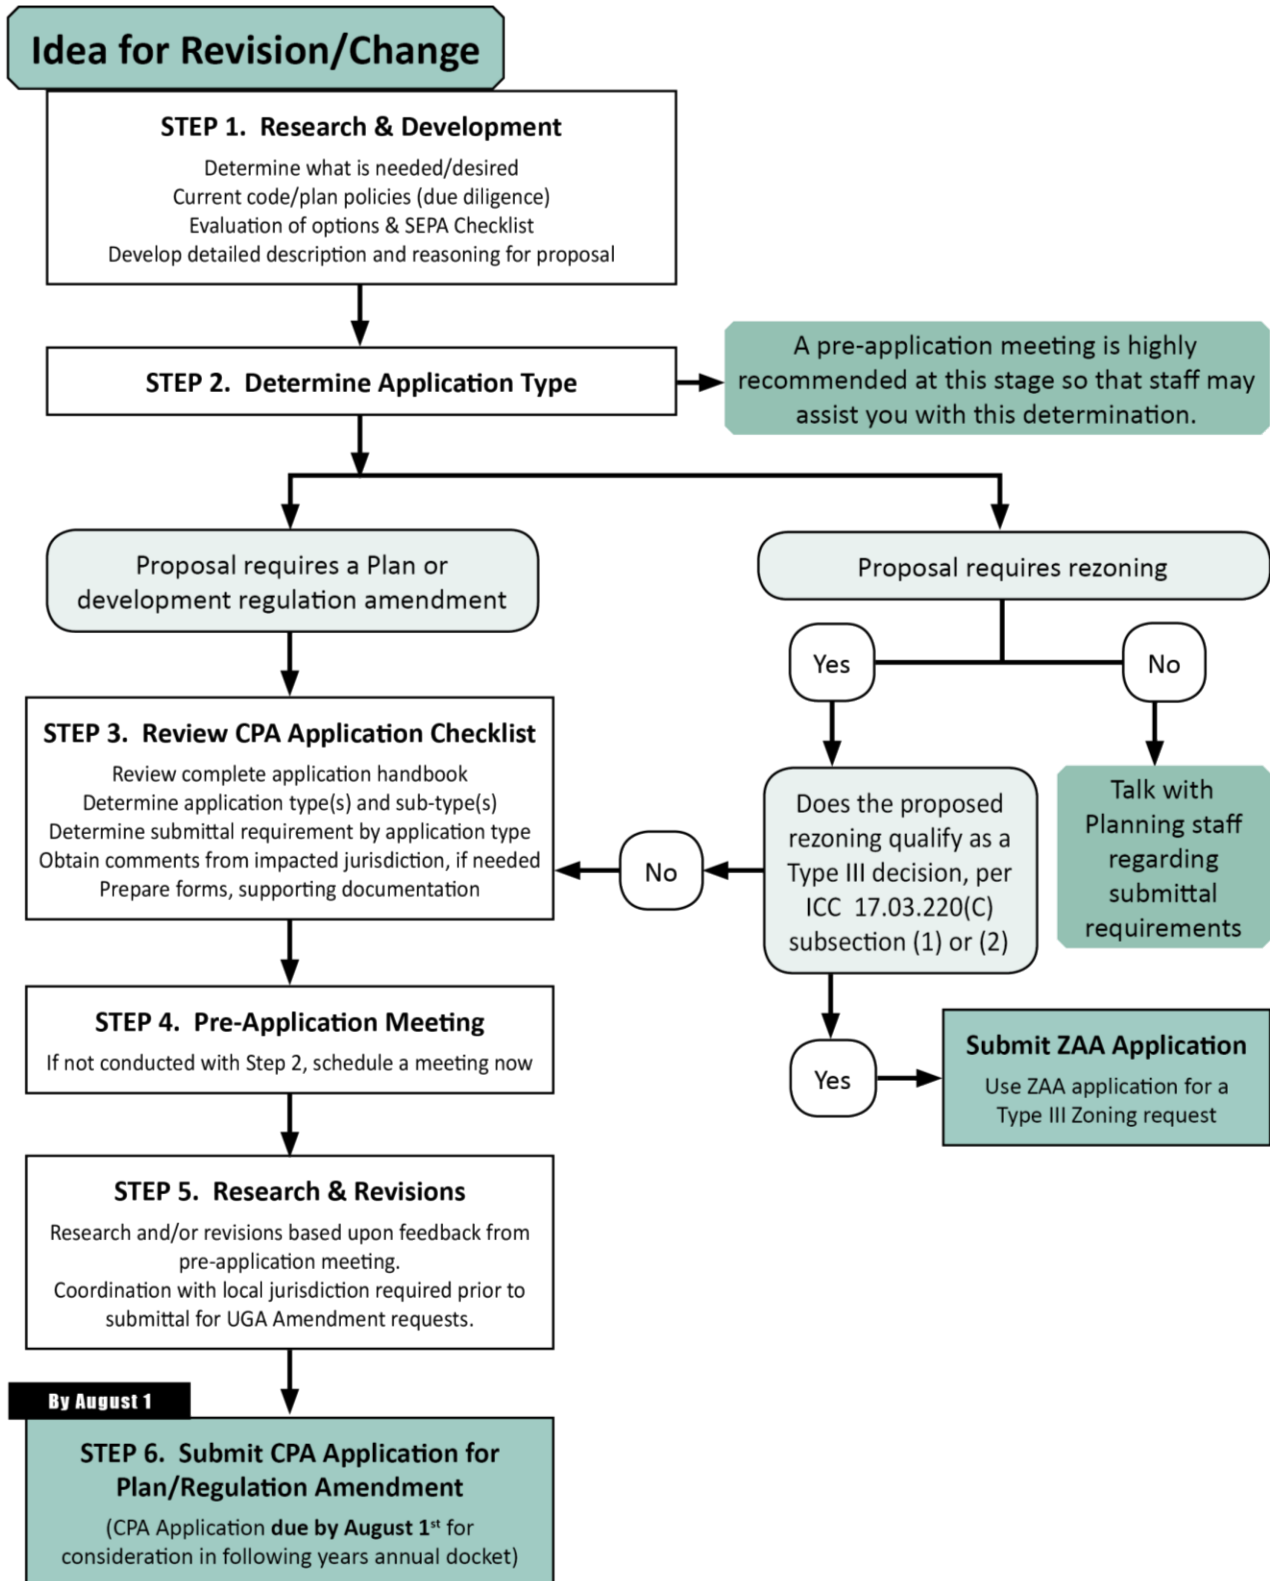 Idea for Revision/Change
STEP 1. Research & Development
Determine what is needed/desired
Current code/plan policies (due diligence)
Evaluation of options & SEPA Checklist
Develop detailed description and reasoning for proposal
STEP 2. Determine Application Type
A pre-application meeting is highly
recommended at this stage so that staff may
assist you with this determination.
Proposal requires a Plan or
development regulation amendment
Proposal requires rezoning
Yes
No
STEP 3. Review CPA Application Checklist
Review complete application handbook
Determine application type(s) and sub-type(s)
Determine submittal requirement by application type
Obtain comments from impacted jurisdiction, if needed
Prepare forms, supporting documentation
No
Does the proposed
rezoning qualify as a
Type III decision, per
ICC 17.03.220(C)
subsection (1) or (2)
Talk with
Planning staff
regarding
submittal
requirements
STEP 4. Pre-Application Meeting
If not conducted with Step 2, schedule a meeting now
Yes
Submit ZAA Application
Use ZAA application for a
Type III Zoning request
STEP 5. Research & Revisions
Research and/or revisions based upon feedback from
pre-application meeting.
Coordination with local jurisdiction required prior to
submittal for UGA Amendment requests.
By August 1
STEP 6. Submit CPA Application for
Plan/Regulation Amendment
(CPA Application due by August 1st for
consideration in following years annual docket)